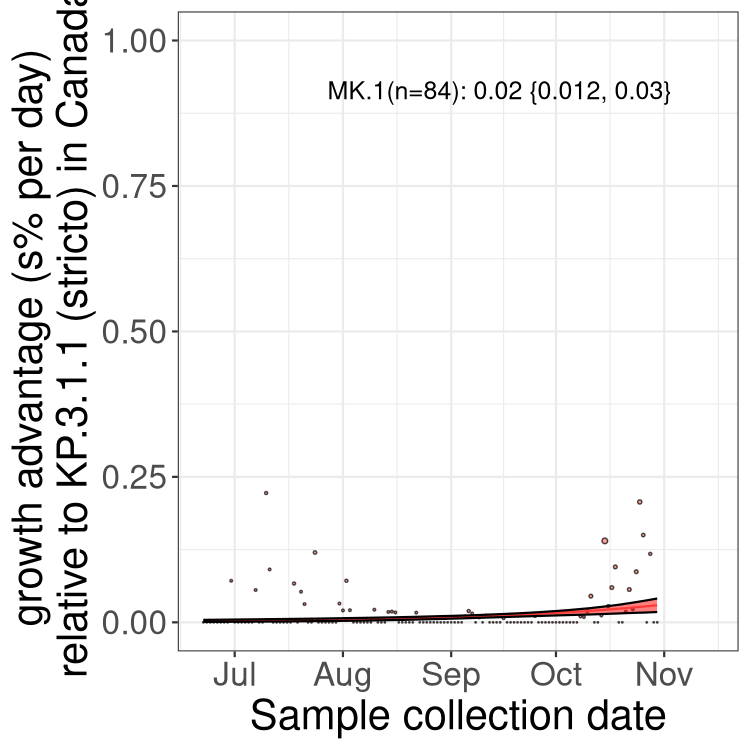 growth advantage (s% per day)
relative to KP.3.1.1 (stricto) in Canada
1.00
0.75
0.50
0.25
0.00
MK.1(n=84): 0.02 {0.012, 0.03}
Jul Aug Sep Oct Nov
Sample collection date